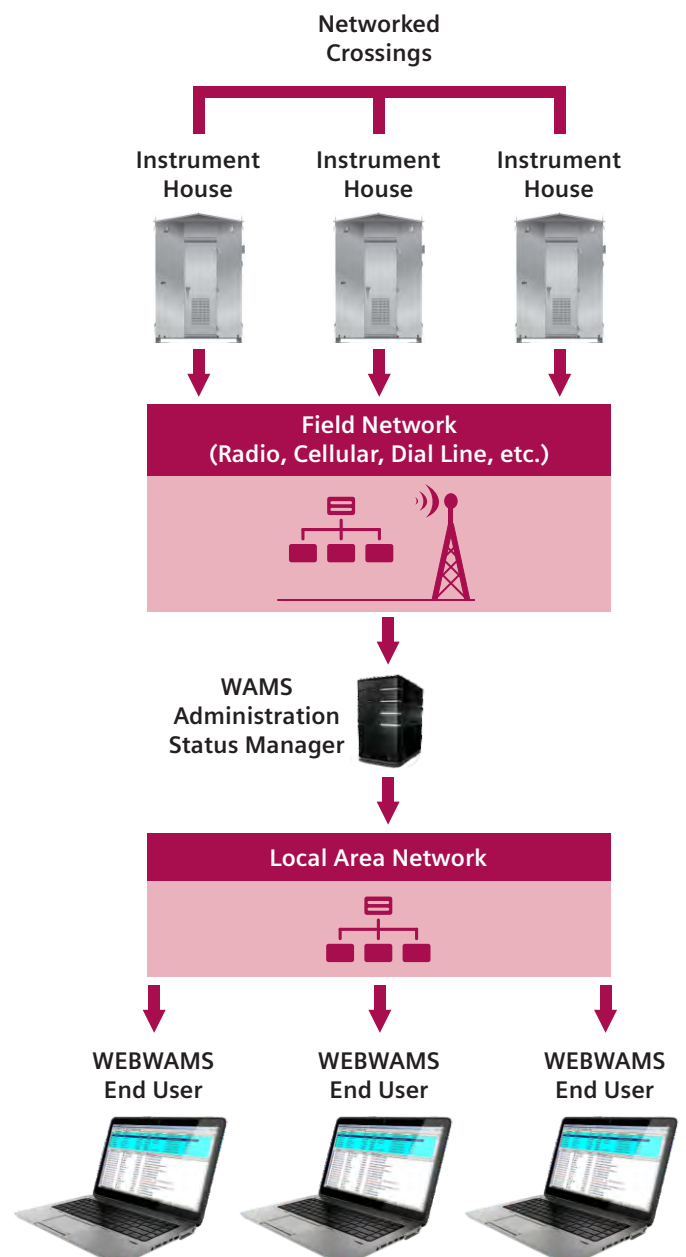 Networked
Crossings
Instrument
House
Instrument
House
Instrument
House
Field Network
(Radio, Cellular, Dial Line, etc.)
WAMS
Administration
Status Manager
Local Area Network
WEBWAMS
End User
WEBWAMS
End User
WEBWAMS
End User